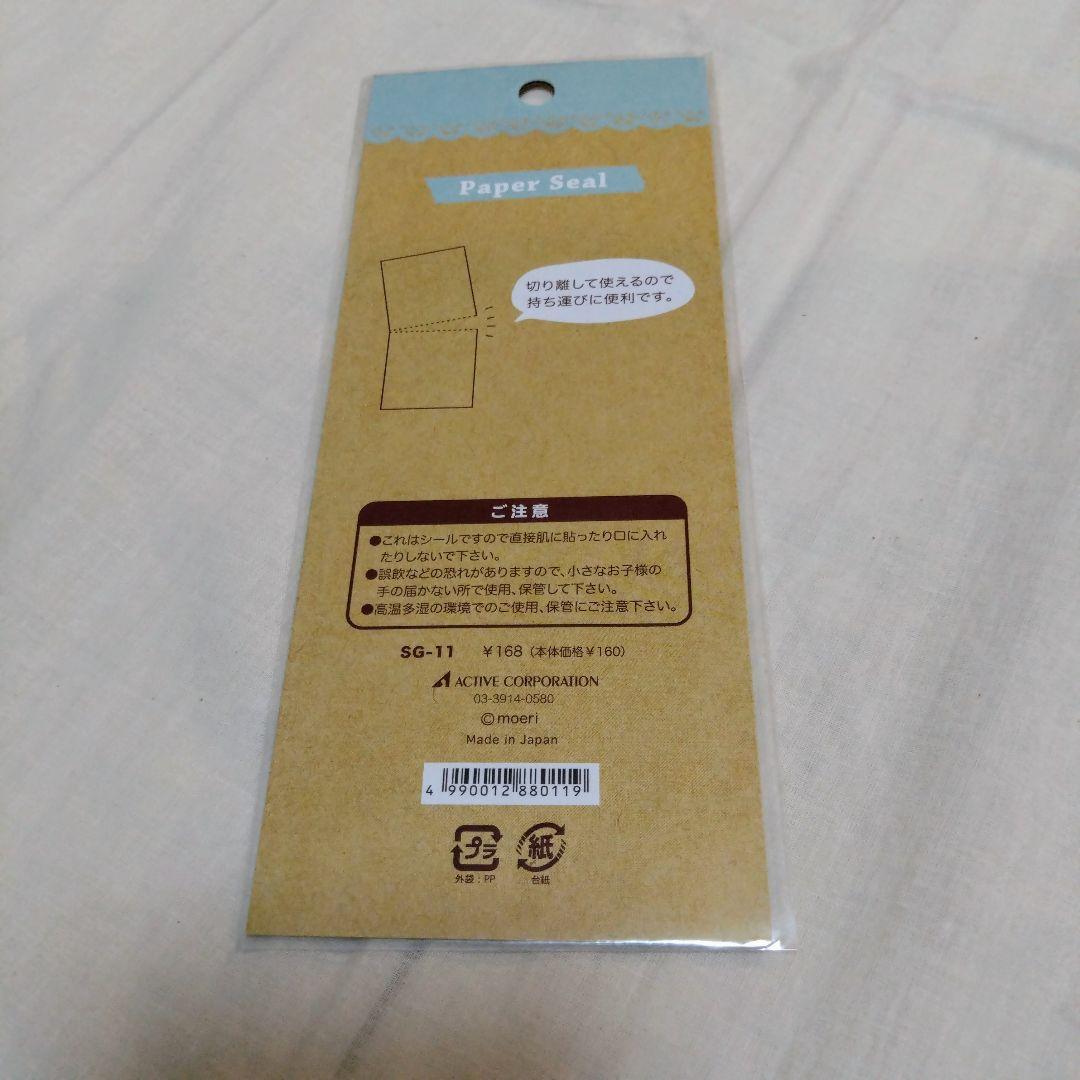 Paper Seal
切り離して使えるので
持ち運びに便利です。
ご注意
●これはシールですので直接肌に貼ったり口に入れ
たりしないで下さい。
●誤飲などの恐れがありますので、小さなお子様の
手の届かない所で使用、保管して下さい。
●高温多湿の環境でのご使用、保管にご注意下さい。
SG-11 ￥168（本体価格￥160）
ACTIVE CORPORATION
03-3914-0580
©moeri
Made in Japan
4 990012 880119
プラ 紙
外袋：PP 台紙